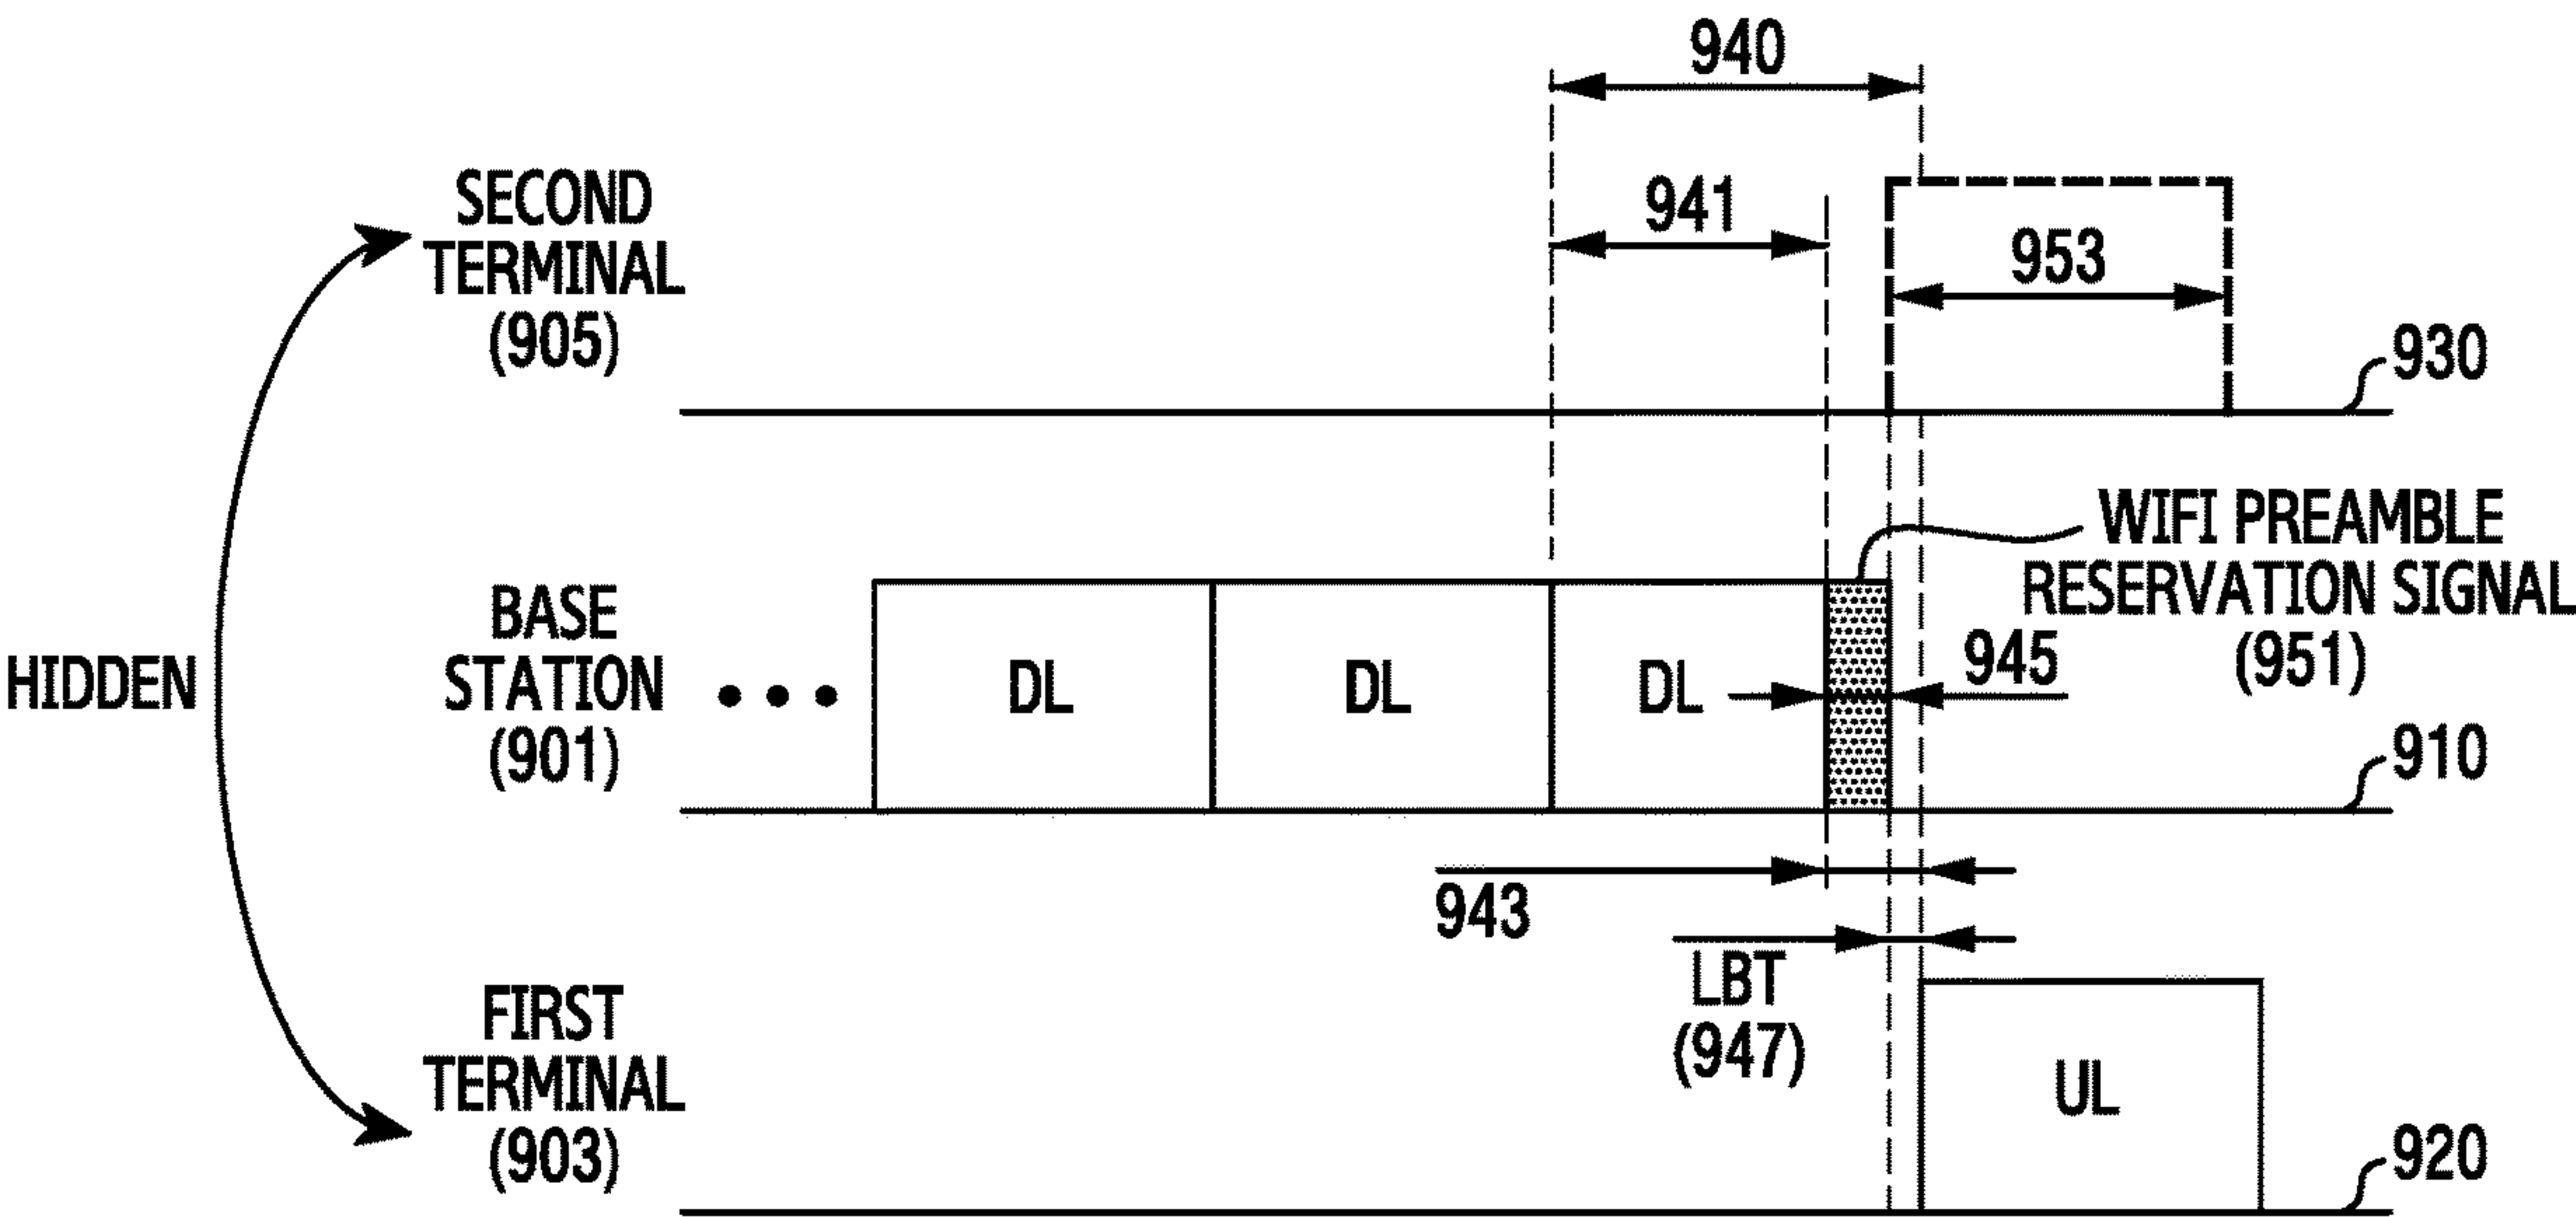 940
941
953
SECOND
TERMINAL
(905)
930
WIFI PREAMBLE
RESERVATION SIGNAL
(951)
945
HIDDEN
BASE
STATION
(901)
DL
DL
DL
910
943
LBT
(947)
FIRST
TERMINAL
(903)
UL
920